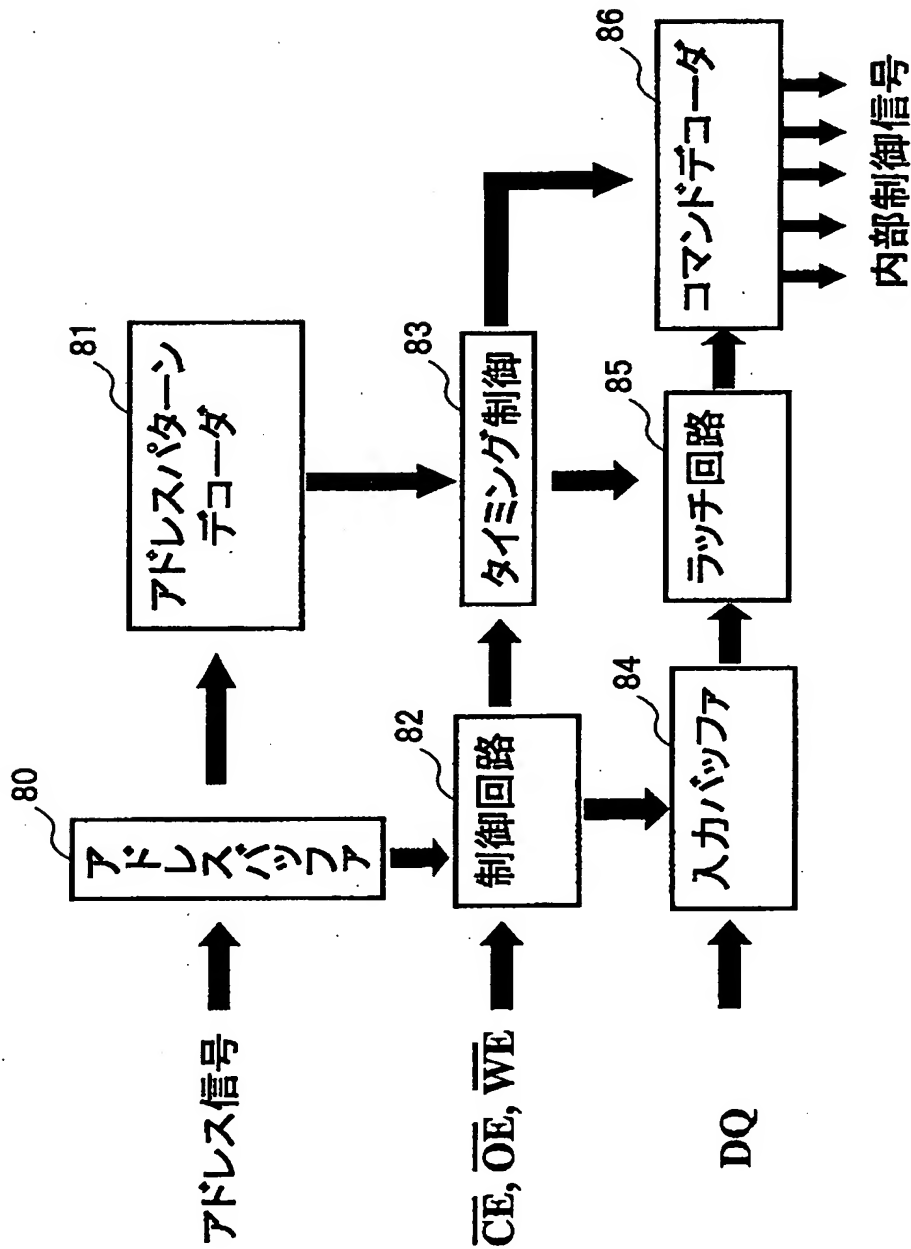 アドレス信号
80
アドレスバッファ
81
アドレスパターン
デコーダ
CE, OE, WE
82
制御回路
83
タイミング制御
DQ
84
入力バッファ
85
ラッチ回路
86
コマンドデコーダ
内部制御信号